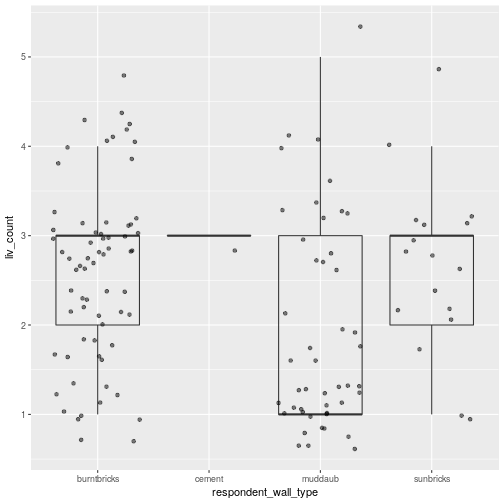 liv_count
5
4
3
2
1
burntbricks cement muddaub sunbricks
respondent_wall_type